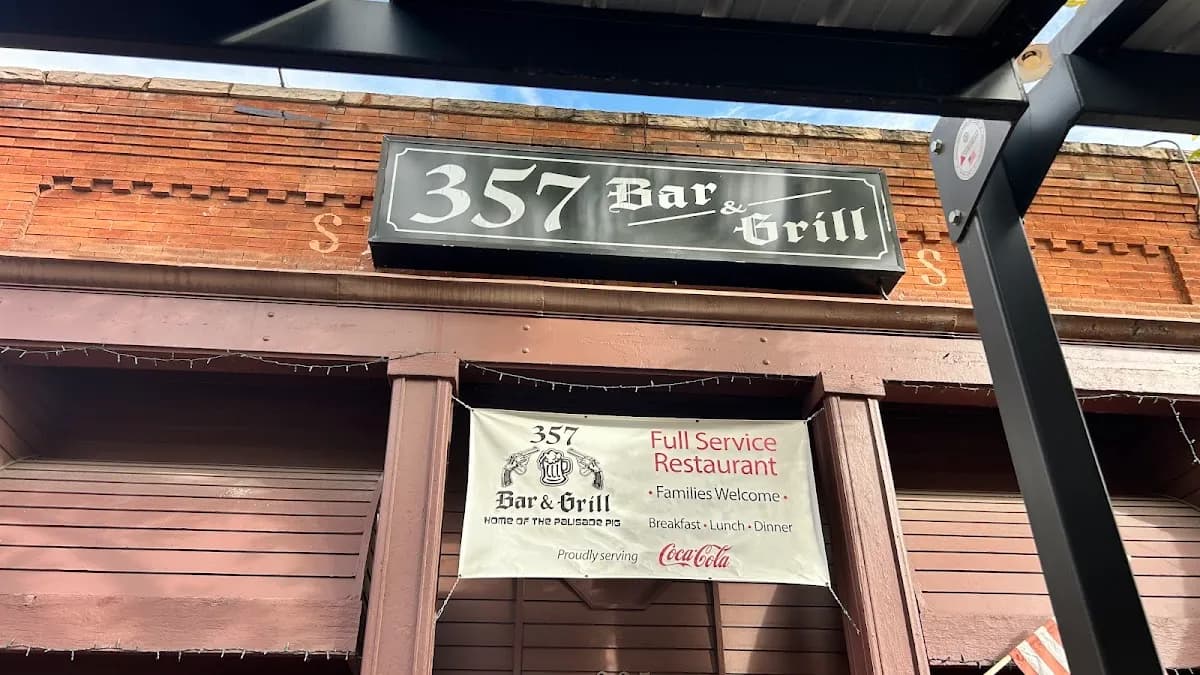 357 Bar & Grill
S
S
357
Bar & Grill
HOME OF THE PALISADE PIG
Full Service
Restaurant
• Families Welcome •
Breakfast • Lunch • Dinner
Proudly serving Coca-Cola